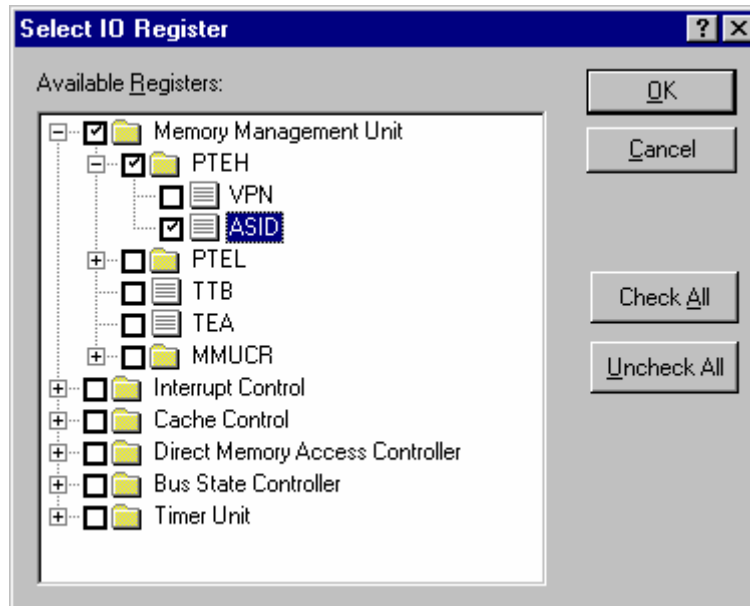 Select IO Register
Available Registers:
OK
Memory Management Unit
Cancel
PTEH
VPN
ASID
PTEL
TTB
Check All
TEA
MMUCR
Uncheck All
Interrupt Control
Cache Control
Direct Memory Access Controller
Bus State Controller
Timer Unit